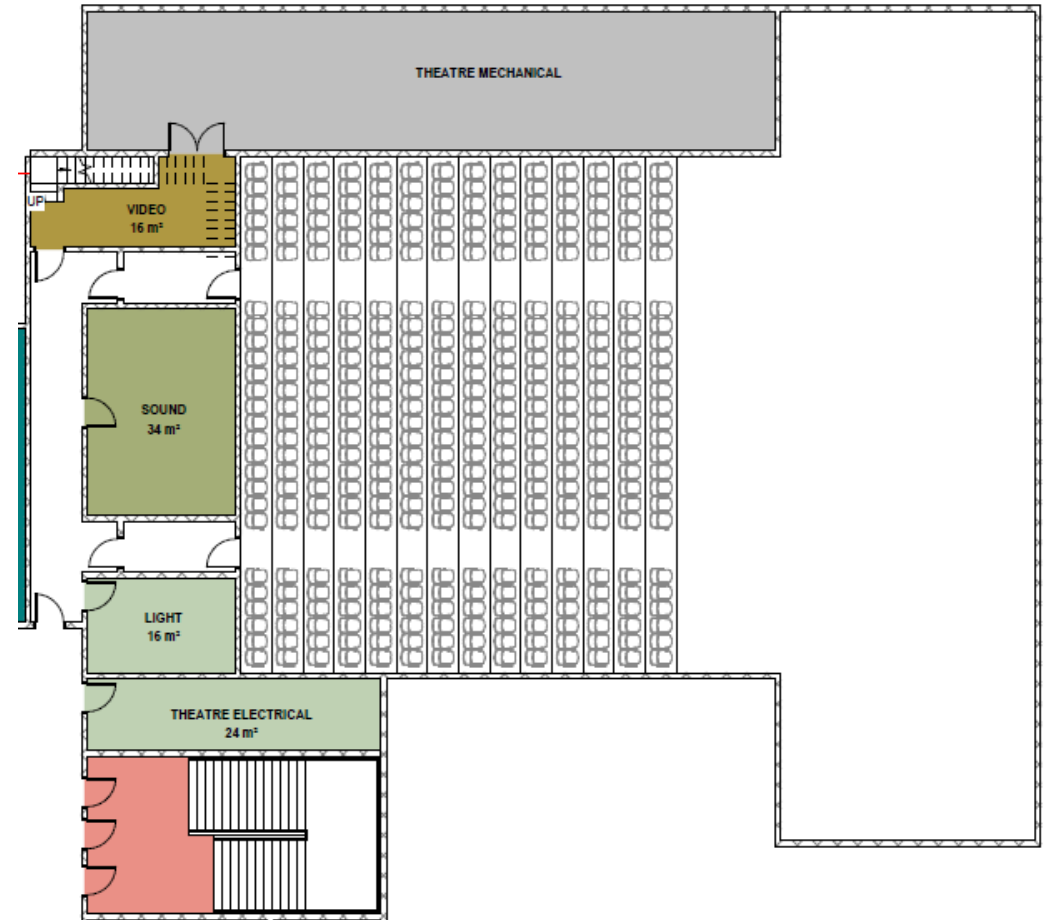 THEATRE MECHANICAL
UP
VIDEO
16 m²
SOUND
34 m²
LIGHT
16 m²
THEATRE ELECTRICAL
24 m²